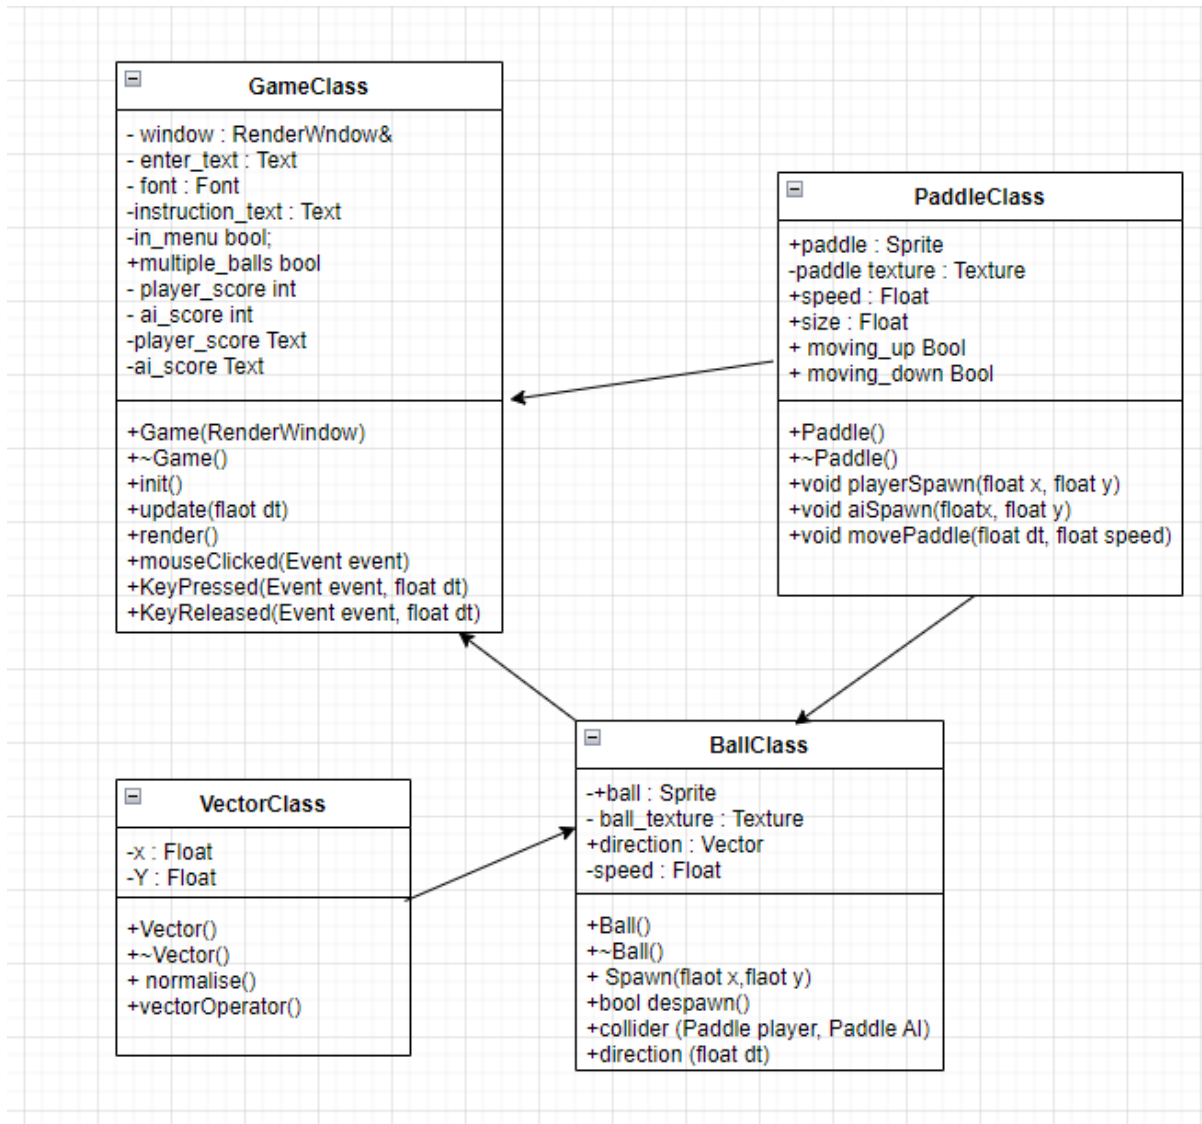 GameClass
- window : RenderWndow&
- enter_text : Text
- font : Font
-instruction_text : Text
-in_menu bool;
+multiple_balls bool
- player_score int
- ai_score int
-player_score Text
-ai_score Text
+Game(RenderWindow)
+~Game()
+init()
+update(flaot dt)
+render()
+mouseClicked(Event event)
+KeyPressed(Event event, float dt)
+KeyReleased(Event event, float dt)
PaddleClass
+paddle : Sprite
-paddle texture : Texture
+speed : Float
+size : Float
+ moving_up Bool
+ moving_down Bool
+Paddle()
+~Paddle()
+void playerSpawn(float x, float y)
+void aiSpawn(floatx, float y)
+void movePaddle(float dt, float speed)
VectorClass
-x : Float
-Y : Float
+Vector()
+~Vector()
+ normalise()
+vectorOperator()
BallClass
-+ball : Sprite
- ball_texture : Texture
+direction : Vector
-speed : Float
+Ball()
+~Ball()
+ Spawn(flaot x,flaot y)
+bool despawn()
+collider (Paddle player, Paddle AI)
+direction (float dt)